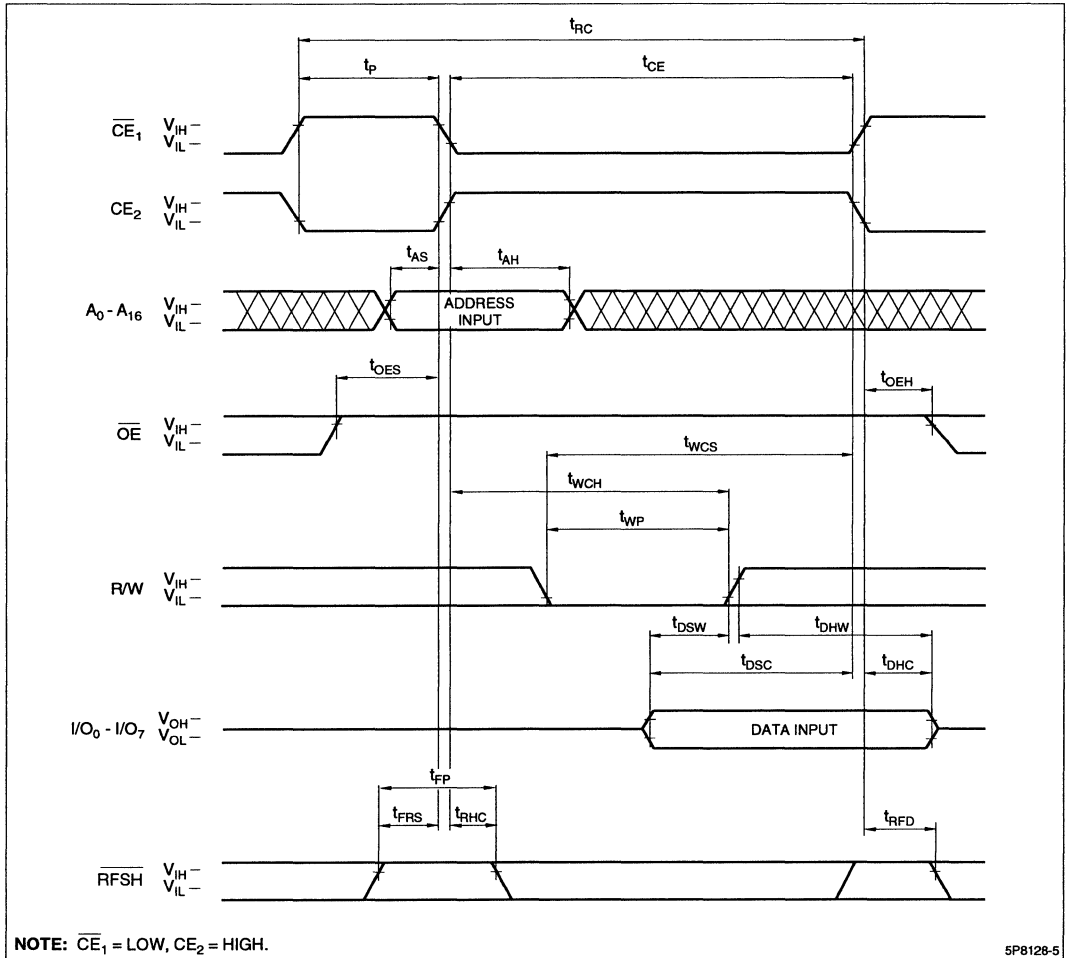 tRC
tP tCE
CE1 VIH –
VIL –
CE2 VIH –
VIL –
tAS tAH
A0 - A16 VIH –
VIL –
ADDRESS
INPUT
tOES tOEH
OE VIH –
VIL –
tWCS
tWCH
tWP
R/W VIH –
VIL –
tDSW tDHW
tDSC tDHC
I/O0 - I/O7 VOH –
VOL –
DATA INPUT
tFP
tFRS tRHC tRFD
RFSH VIH –
VIL –
NOTE: CE1 = LOW, CE2 = HIGH.
5P8128-5